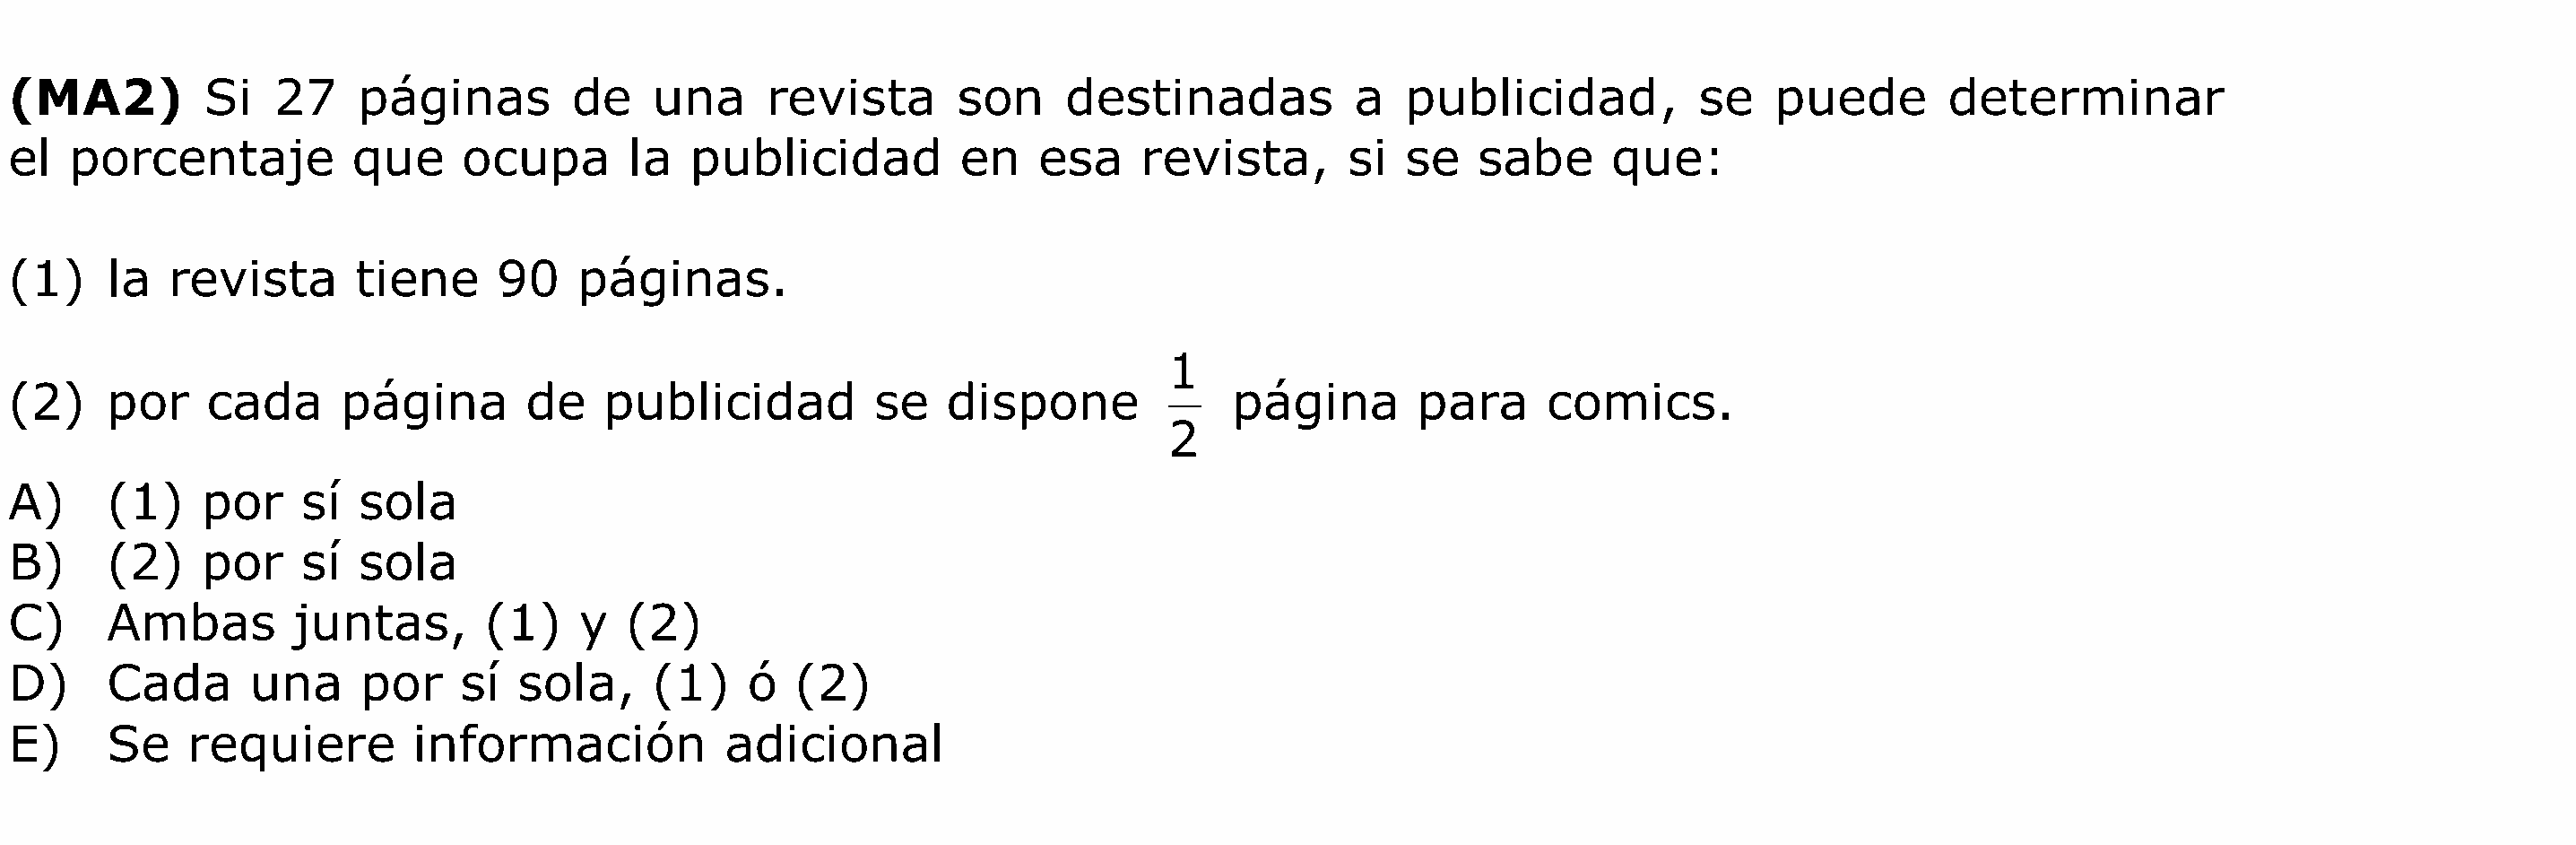 (MA2) Si 27 páginas de una revista son destinadas a publicidad, se puede determinar
el porcentaje que ocupa la publicidad en esa revista, si se sabe que:
(1) la revista tiene 90 páginas.
(2) por cada página de publicidad se dispone 1/2 página para comics.
A) (1) por sí sola
B) (2) por sí sola
C) Ambas juntas, (1) y (2)
D) Cada una por sí sola, (1) ó (2)
E) Se requiere información adicional